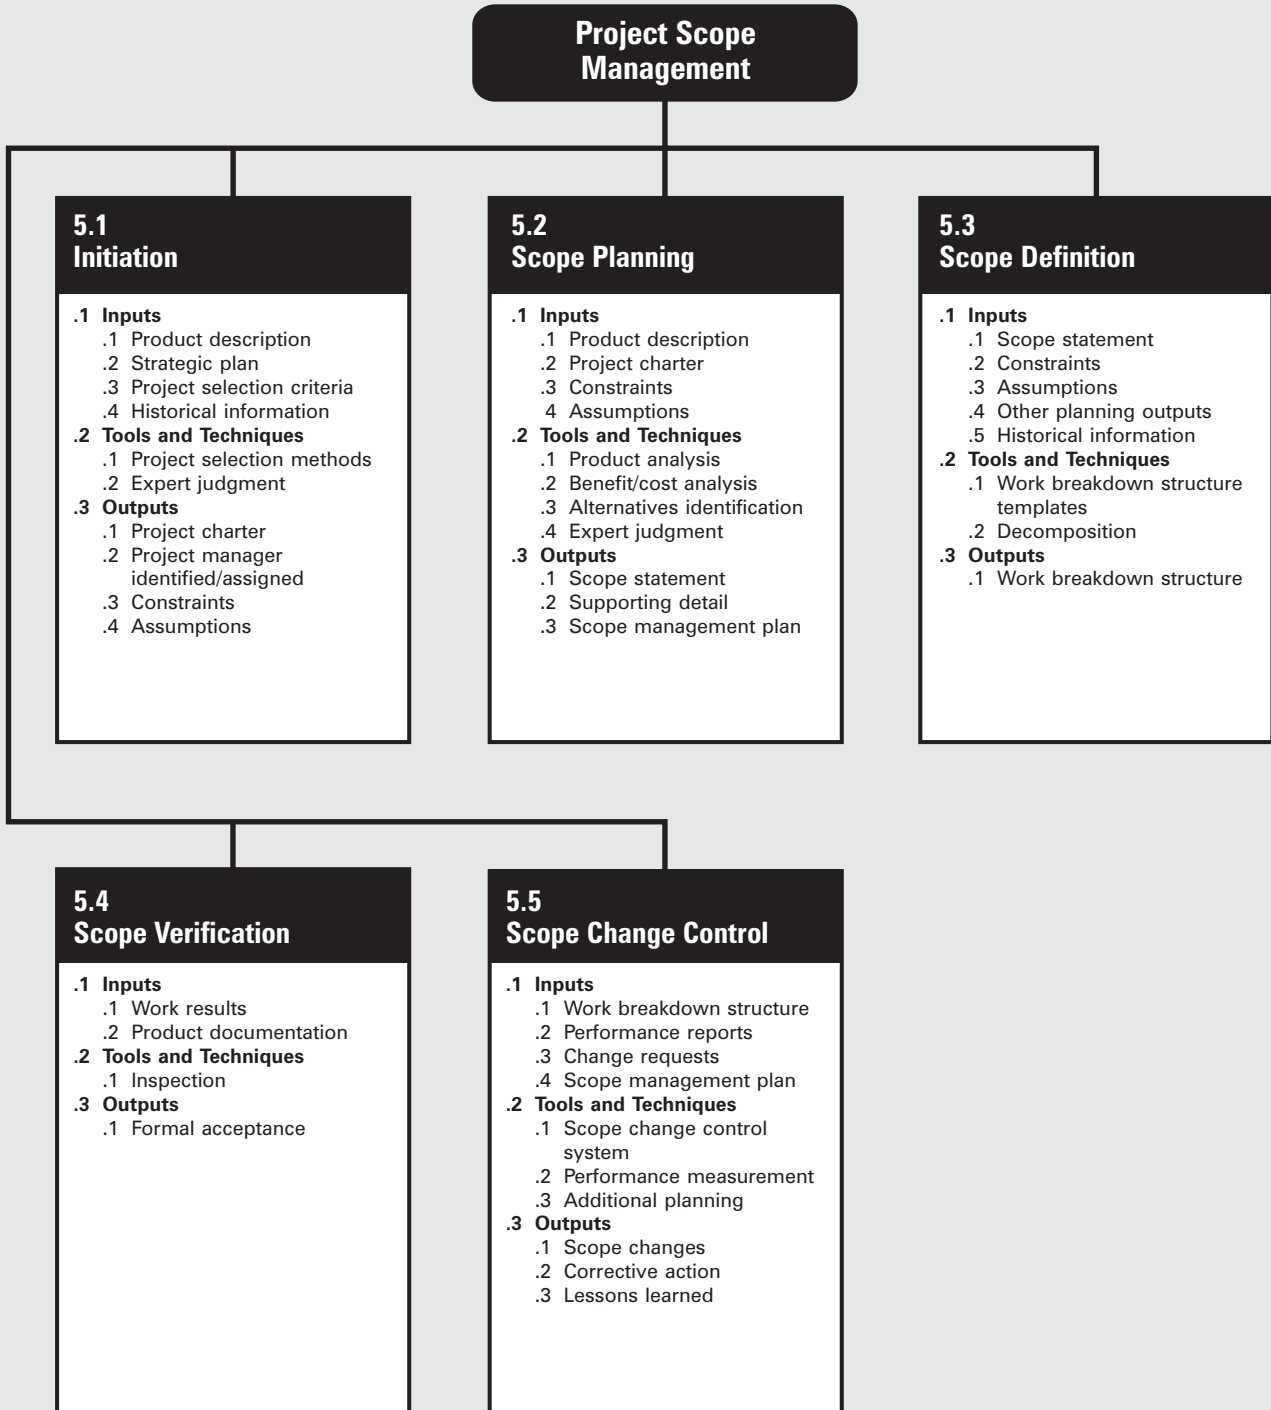 Project Scope
Management
5.1
Initiation
.1 Inputs
.1 Product description
.2 Strategic plan
.3 Project selection criteria
.4 Historical information
.2 Tools and Techniques
.1 Project selection methods
.2 Expert judgment
.3 Outputs
.1 Project charter
.2 Project manager
identified/assigned
.3 Constraints
.4 Assumptions
5.2
Scope Planning
.1 Inputs
.1 Product description
.2 Project charter
.3 Constraints
4 Assumptions
.2 Tools and Techniques
.1 Product analysis
.2 Benefit/cost analysis
.3 Alternatives identification
.4 Expert judgment
.3 Outputs
.1 Scope statement
.2 Supporting detail
.3 Scope management plan
5.3
Scope Definition
.1 Inputs
.1 Scope statement
.2 Constraints
.3 Assumptions
.4 Other planning outputs
.5 Historical information
.2 Tools and Techniques
.1 Work breakdown structure
templates
.2 Decomposition
.3 Outputs
.1 Work breakdown structure
5.4
Scope Verification
.1 Inputs
.1 Work results
.2 Product documentation
.2 Tools and Techniques
.1 Inspection
.3 Outputs
.1 Formal acceptance
5.5
Scope Change Control
.1 Inputs
.1 Work breakdown structure
.2 Performance reports
.3 Change requests
.4 Scope management plan
.2 Tools and Techniques
.1 Scope change control
system
.2 Performance measurement
.3 Additional planning
.3 Outputs
.1 Scope changes
.2 Corrective action
.3 Lessons learned